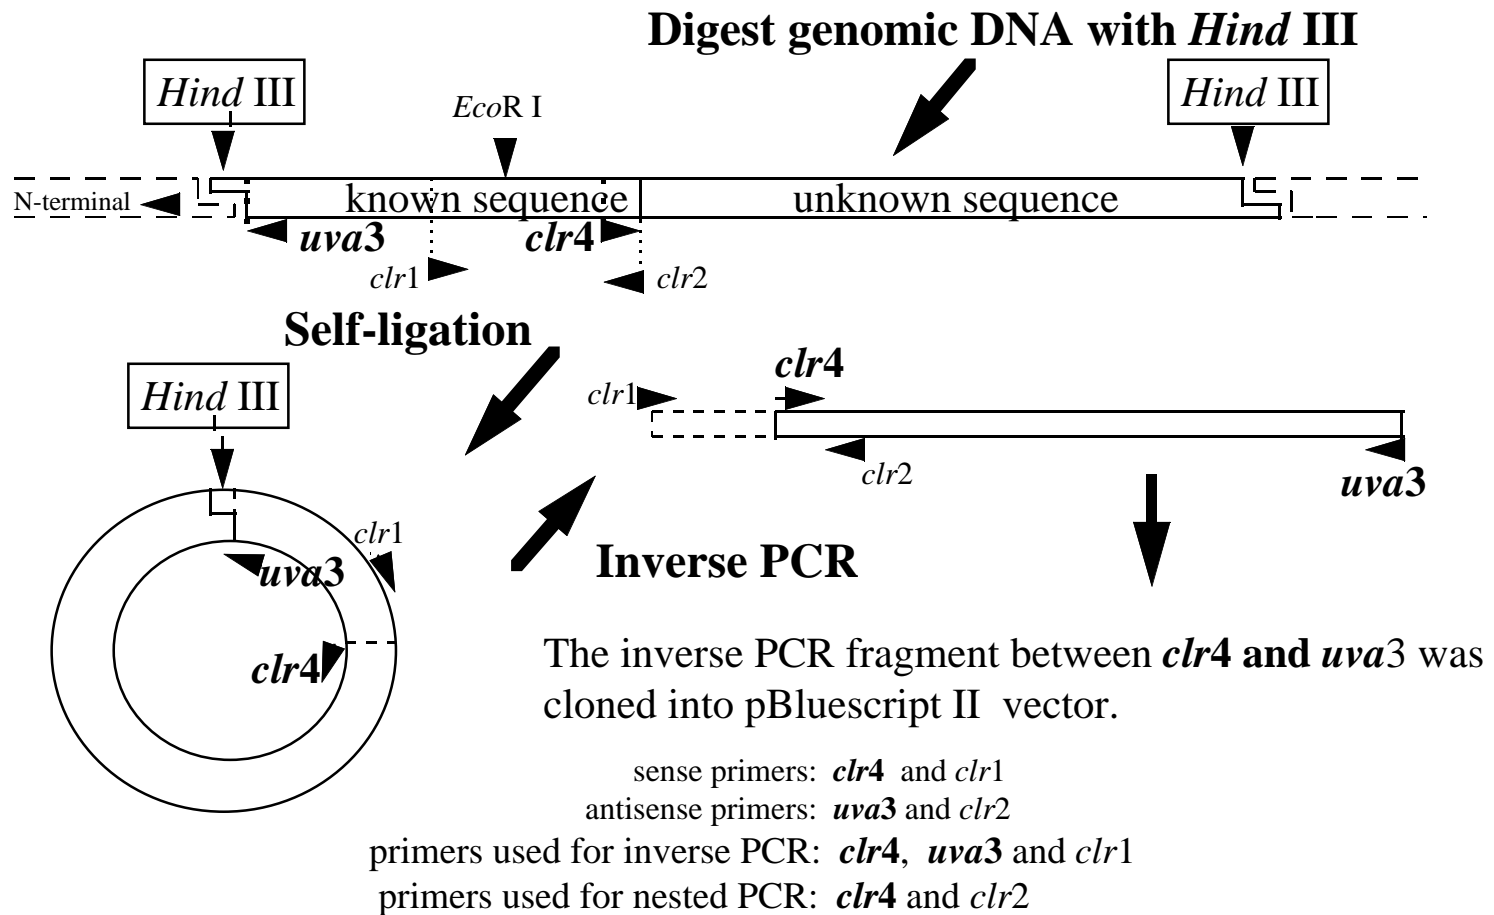 Digest genomic DNA with Hind III
Hind III
EcoR I
Hind III
N-terminal
known sequence
unknown sequence
uva3
clr4
clr1
clr2
Self-ligation
clr4
Hind III
clr1
clr2
uva3
clr1
uva3
Inverse PCR
clr4
The inverse PCR fragment between clr4 and uva3 was
cloned into pBluescript II vector.
sense primers: clr4 and clr1
antisense primers: uva3 and clr2
primers used for inverse PCR: clr4, uva3 and clr1
primers used for nested PCR: clr4 and clr2